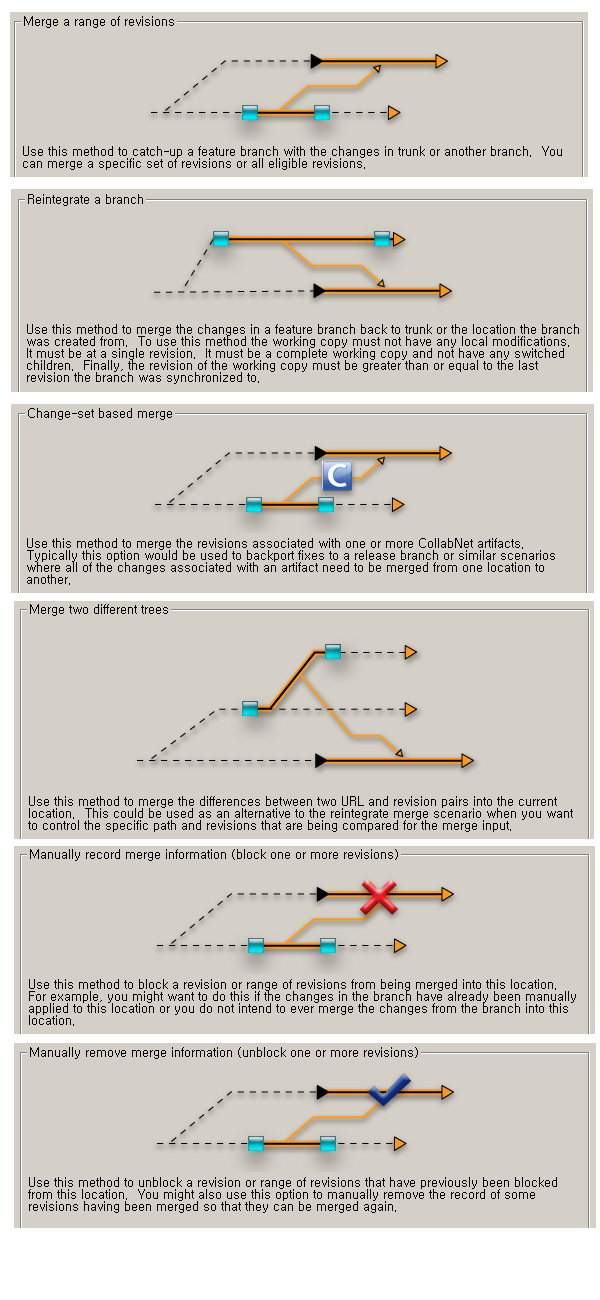 Merge a range of revisions
Use this method to catch-up a feature branch with the changes in trunk or another branch. You
can merge a specific set of revisions or all eligible revisions.
Reintegrate a branch
Use this method to merge the changes in a feature branch back to trunk or the location the branch
was created from. To use this method the working copy must not have any local modifications.
It must be at a single revision. It must be a complete working copy and not have any switched
children. Finally, the revision of the working copy must be greater than or equal to the last
revision the branch was synchronized to.
Change-set based merge
C
Use this method to merge the revisions associated with one or more CollabNet artifacts.
Typically this option would be used to backport fixes to a release branch or similar scenarios
where all of the changes associated with an artifact need to be merged from one location to
another.
Merge two different trees
Use this method to merge the differences between two URL and revision pairs into the current
location. This could be used as an alternative to the reintegrate merge scenario when you want
to control the specific path and revisions that are being compared for the merge input.
Manually record merge information (block one or more revisions)
Use this method to block a revision or range of revisions from being merged into this location.
For example, you might want to do this if the changes in the branch have already been manually
applied to this location or you do not intend to ever merge the changes from the branch into this
location.
Manually remove merge information (unblock one or more revisions)
Use this method to unblock a revision or range of revisions that have previously been blocked
from this location. You might also use this option to manually remove the record of some
revisions having been merged so that they can be merged again.